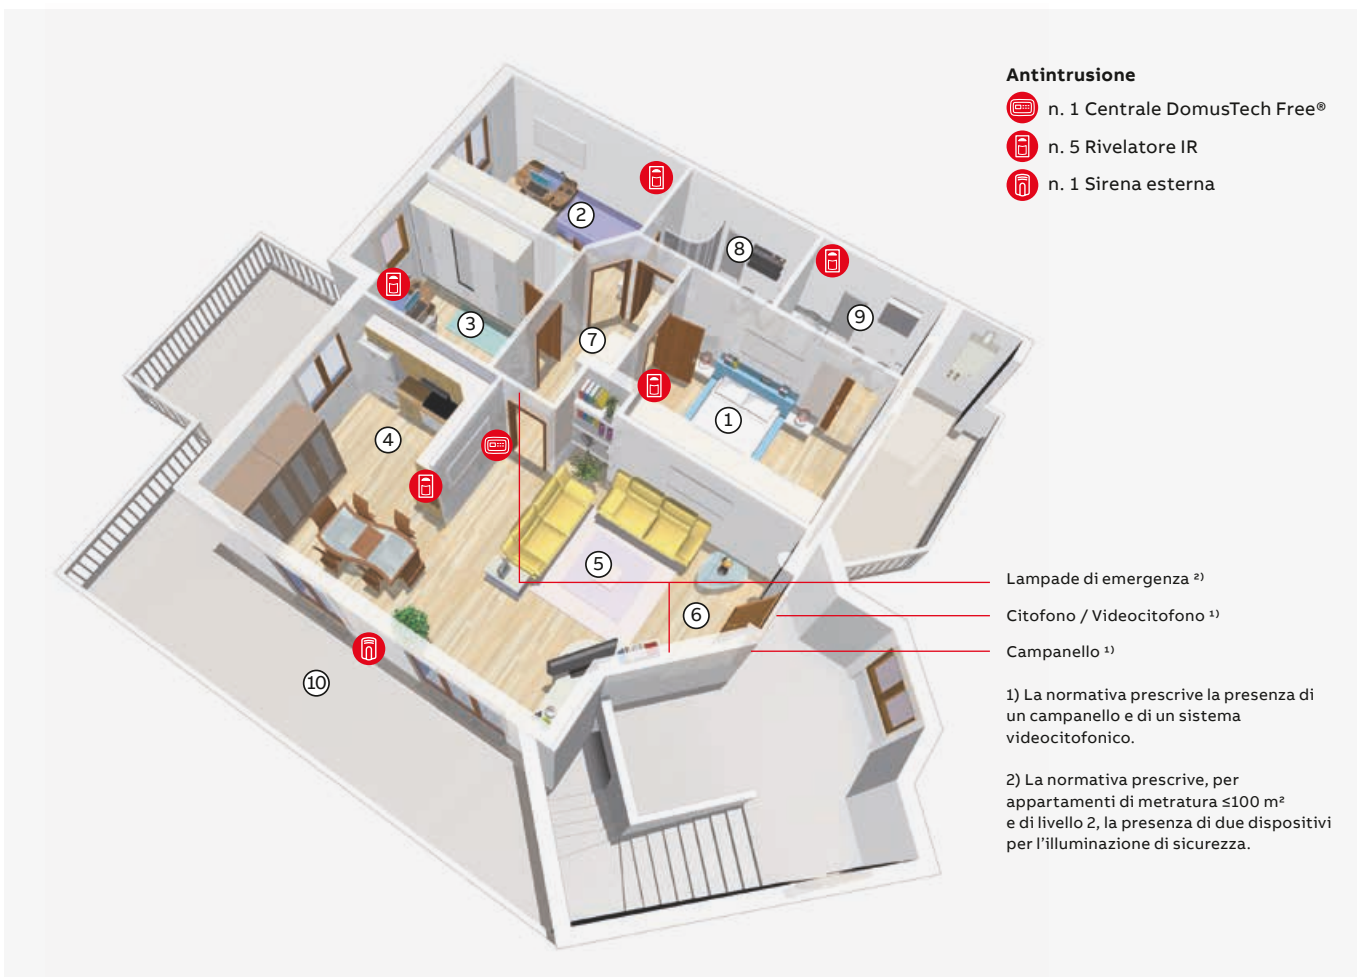 Antintrusione
n. 1 Centrale DomusTech Free®
n. 5 Rivelatore IR
n. 1 Sirena esterna
2
8
9
3
7
1
4
5
6
10
Lampade di emergenza ²⁾
Citofono / Videocitofono ¹⁾
Campanello ¹⁾
1) La normativa prescrive la presenza di
un campanello e di un sistema
videocitofonico.
2) La normativa prescrive, per
appartamenti di metratura ≤100 m²
e di livello 2, la presenza di due dispositivi
per l’illuminazione di sicurezza.